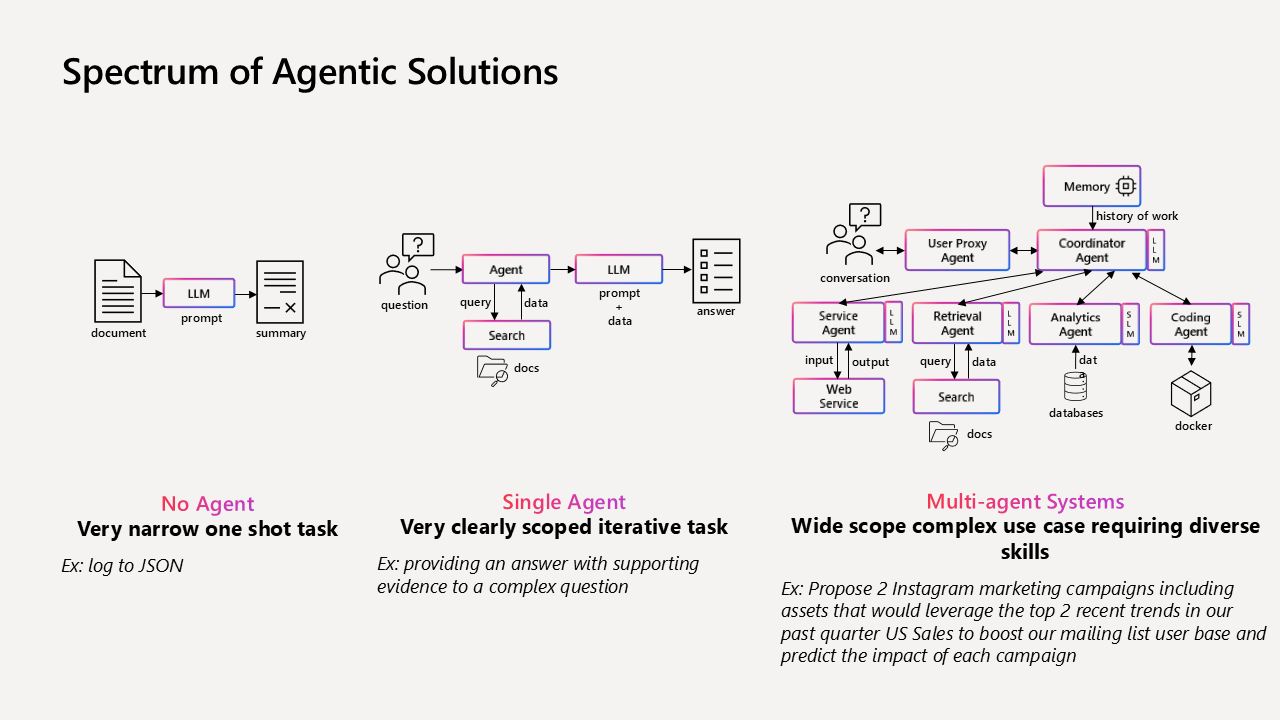 Spectrum of Agentic Solutions
document
LLM
prompt
summary
No Agent
Very narrow one shot task
Ex: log to JSON
?
question
Agent
query
data
Search
docs
LLM
prompt
+
data
answer
Single Agent
Very clearly scoped iterative task
Ex: providing an answer with supporting
evidence to a complex question
Memory
history of work
?
conversation
User Proxy
Agent
Coordinator
Agent
L
L
M
Service
Agent
L
L
M
Retrieval
Agent
L
L
M
Analytics
Agent
S
L
M
Coding
Agent
S
L
M
input
output
query
data
dat
a
Web
Service
Search
docs
databases
docker
Multi-agent Systems
Wide scope complex use case requiring diverse
skills
Ex: Propose 2 Instagram marketing campaigns including
assets that would leverage the top 2 recent trends in our
past quarter US Sales to boost our mailing list user base and
predict the impact of each campaign